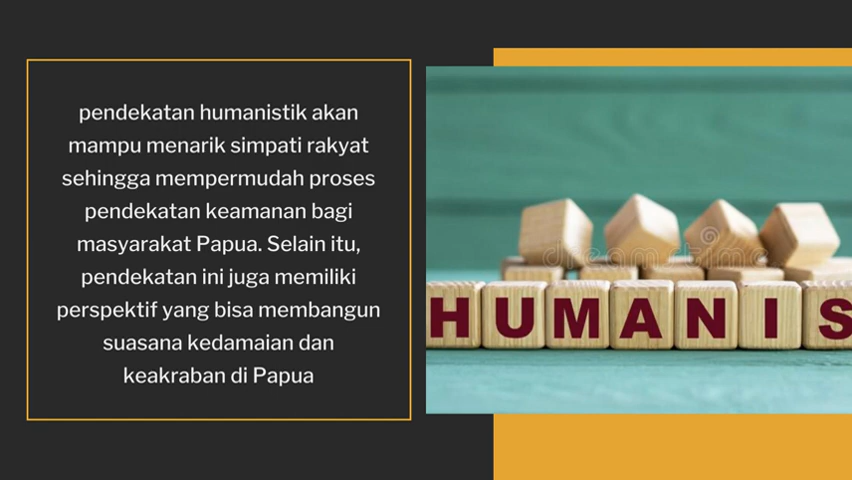 pendekatan humanistik akan
mampu menarik simpati rakyat
sehingga mempermudah proses
pendekatan keamanan bagi
masyarakat Papua. Selain itu,
pendekatan ini juga memiliki
perspektif yang bisa membangun
suasana kedamaian dan
keakraban di Papua
dreamstime
HUMANIS